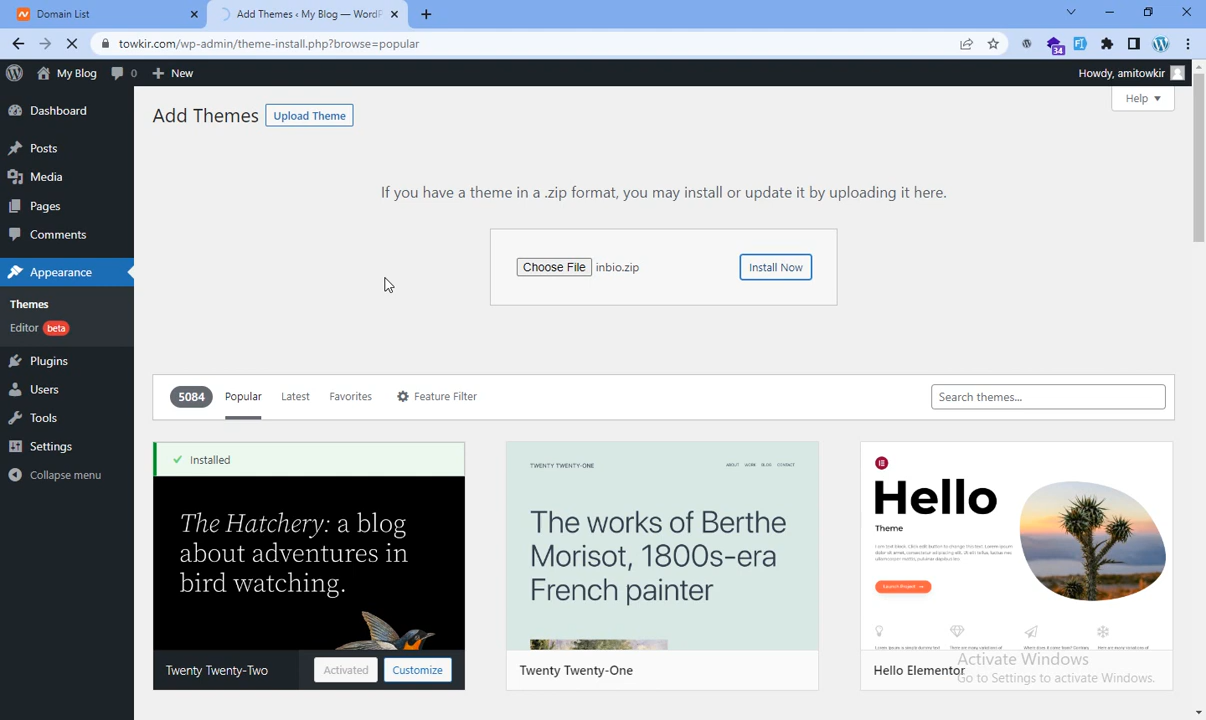 Domain List
Add Themes ‹ My Blog — WordP
towkir.com/wp-admin/theme-install.php?browse=popular
34
My Blog
0
New
Howdy, amitowkir
Dashboard
Posts
Media
Pages
Comments
Appearance
Themes
Editor beta
Plugins
Users
Tools
Settings
Collapse menu
Add Themes
Upload Theme
Help
If you have a theme in a .zip format, you may install or update it by uploading it here.
Choose File inbio.zip
Install Now
5084
Popular
Latest
Favorites
Feature Filter
Search themes...
Installed
The Hatchery: a blog
about adventures in
bird watching.
Twenty Twenty-Two
Activated
Customize
TWENTY TWENTY-ONE
ABOUT WORK BLOG CONTACT
The works of Berthe
Morisot, 1800s-era
French painter
Twenty Twenty-One
Hello
Theme
Hello Elementor
Activate Windows
Go to Settings to activate Windows.